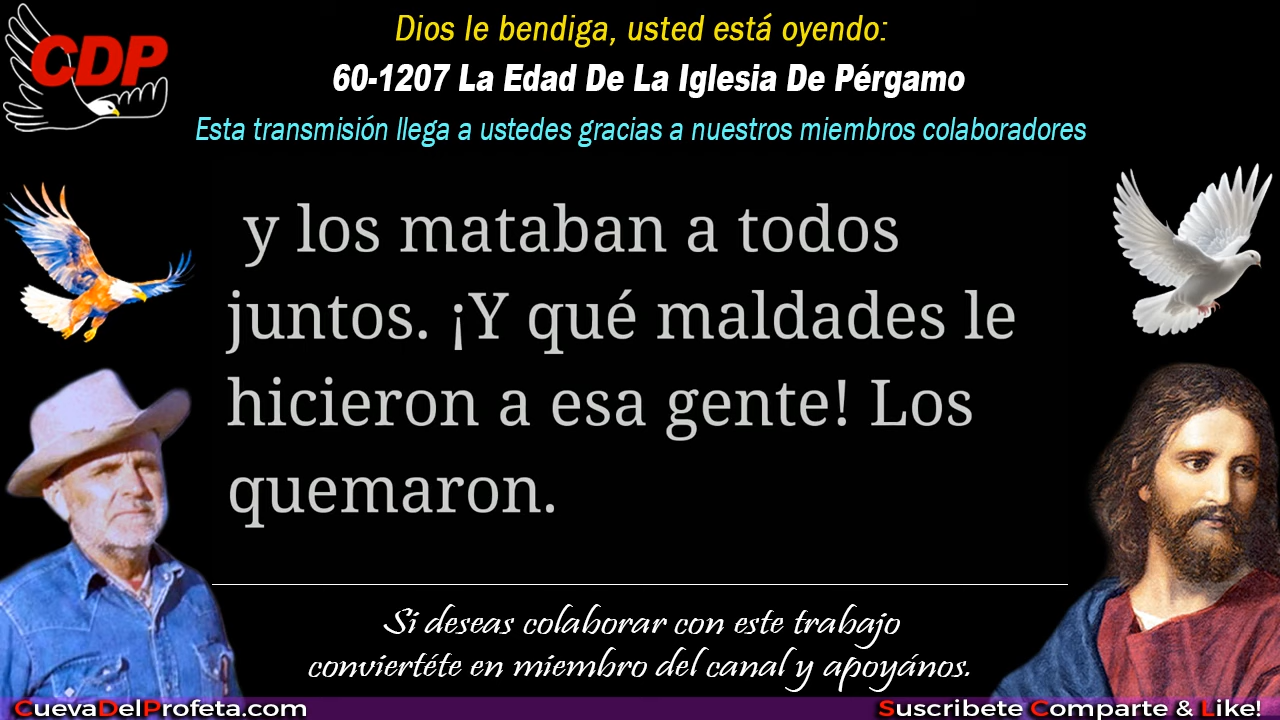 CDP
Dios le bendiga, usted está oyendo:
60-1207 La Edad De La Iglesia De Pérgamo
Esta transmisión llega a ustedes gracias a nuestros miembros colaboradores
y los mataban a todos
juntos. ¡Y qué maldades le
hicieron a esa gente! Los
quemaron.
Si deseas colaborar con este trabajo
conviertéte en miembro del canal y apoyános.
CuevaDelProfeta.com
Suscribete Comparte & Like!